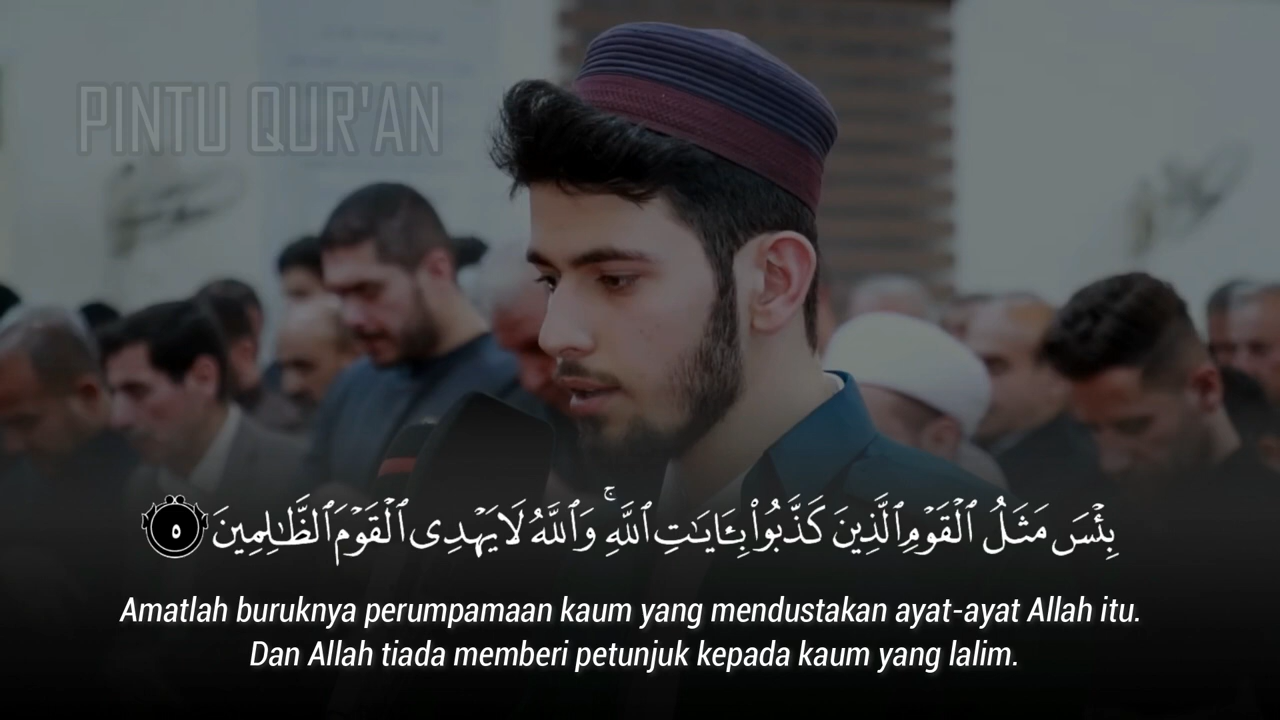 PINTU QUR'AN
بِئْسَ مَثَلُ ٱلْقَوْمِ ٱلَّذِينَ كَذَّبُوا۟ بِـَٔايَـٰتِ ٱللَّهِ ۚ وَٱللَّهُ لَا يَهْدِى ٱلْقَوْمَ ٱلظَّـٰلِمِينَ ٥
Amatlah buruknya perumpamaan kaum yang mendustakan ayat-ayat Allah itu.
Dan Allah tiada memberi petunjuk kepada kaum yang lalim.